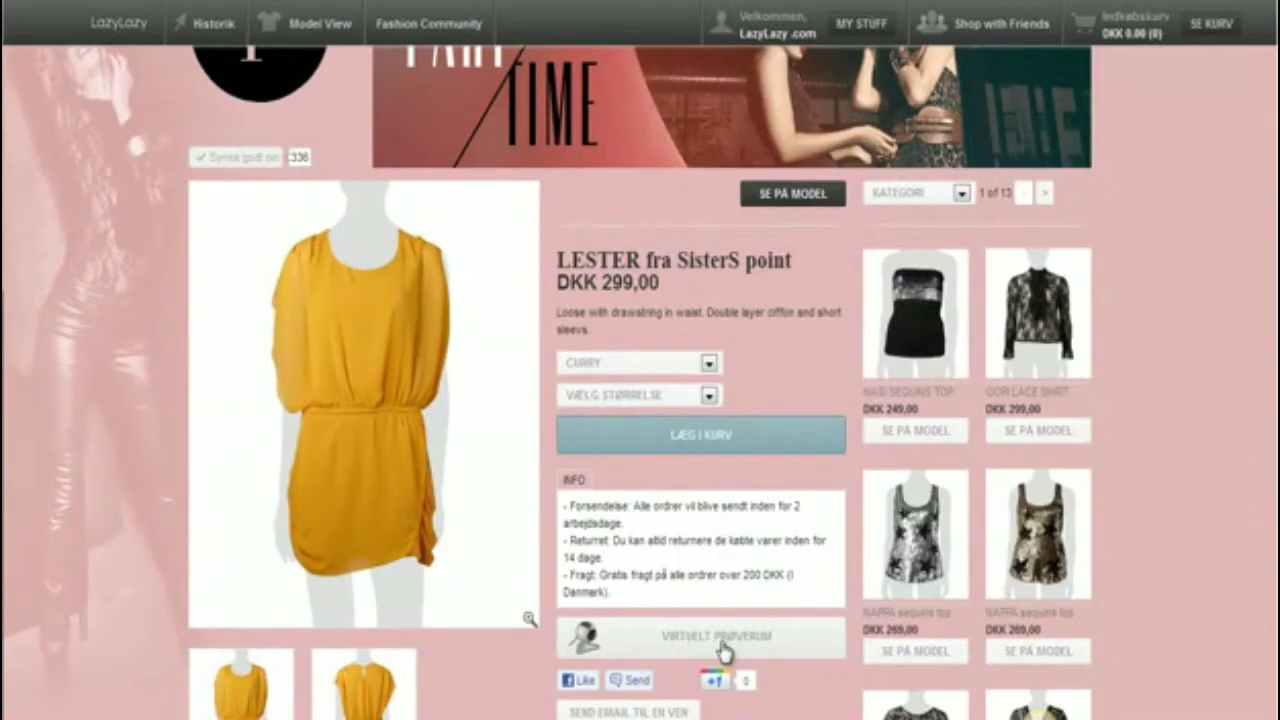 LazyLazy
Historik
Model View
Fashion Community
Velkommen,
LazyLazy .com
MY STUFF
Shop with Friends
Indkøbskurv
DKK 0.00 (0)
SE KURV
TIME
Synes godt om
336
SE PÅ MODEL
KATEGORI
1 of 13
>
LESTER fra SisterS point
DKK 299,00
Loose with drawstring in waist. Double layer ciffon and short
sleevs.
CURRY
VÆLG STØRRELSE
LÆG I KURV
INFO
- Forsendelse: Alle ordrer vil blive sendt inden for 2
arbejdsdage.
- Returret: Du kan altid returnere de købte varer inden for
14 dage.
- Fragt: Gratis fragt på alle ordrer over 200 DKK (i
Danmark).
VIRTUELT PRØVERUM
Like
Send
+1
0
SEND EMAIL TIL EN VEN
NASI SEQUINS TOP
DKK 249,00
SE PÅ MODEL
GOPI LACE SHIRT
DKK 299,00
SE PÅ MODEL
NAPPA sequins top
DKK 269,00
SE PÅ MODEL
NAPPA sequins top
DKK 269,00
SE PÅ MODEL